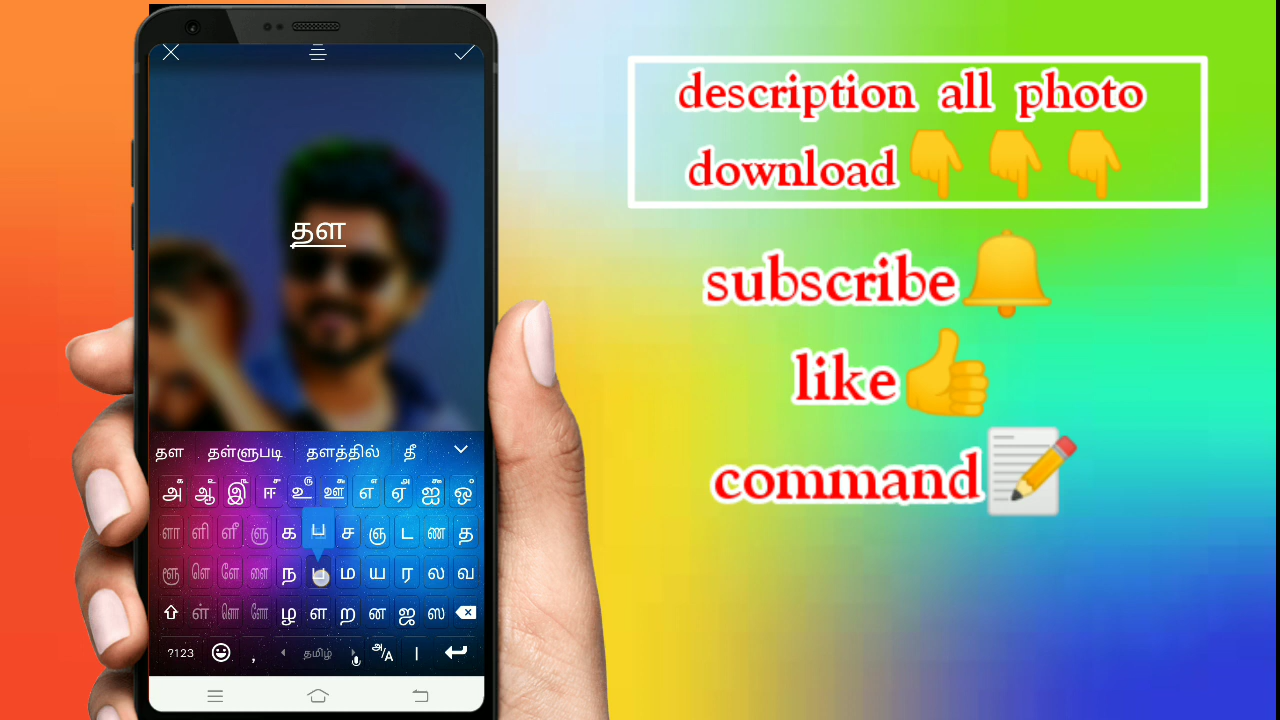 தள
தள தள்ளுபடி தளத்தில் தீ
அ ஆ இ ஈ உ ஊ எ ஏ ஐ ஒ
ளா ளி ளீ ளு க ப ச ஞ ட ண த
ளூ ளெ ளே ளை ந ப ம ய ர ல வ
ள் ளொ ளோ ழ ள ற ன ஜ ஸ
?123 , தமிழ் அ/A |
description all photo
download
subscribe
like
command